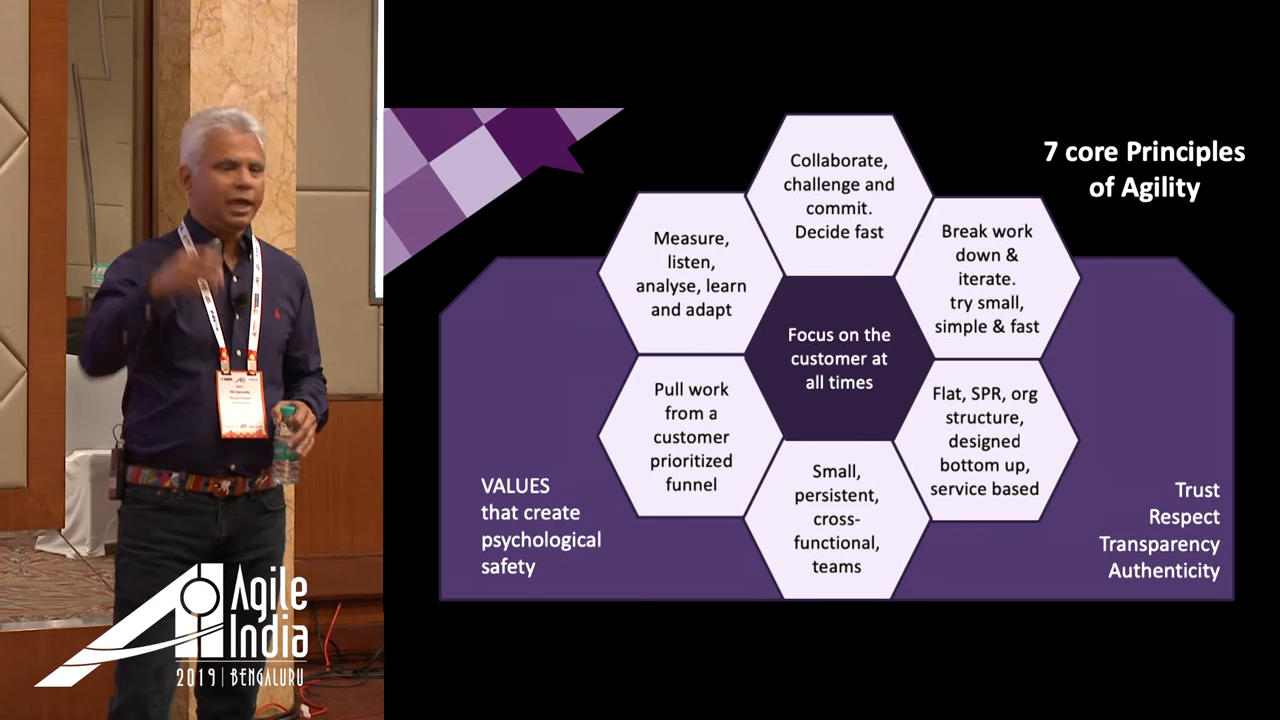 7 core Principles
of Agility
Collaborate,
challenge and
commit.
Decide fast
Break work
down &
iterate.
try small,
simple & fast
Measure,
listen,
analyse, learn
and adapt
Focus on the
customer at
all times
Pull work
from a
customer
prioritized
funnel
Flat, SPR, org
structure,
designed
bottom up,
service based
Small,
persistent,
cross-
functional,
teams
VALUES
that create
psychological
safety
Trust
Respect
Transparency
Authenticity
Agile
India
2019 | BENGALURU